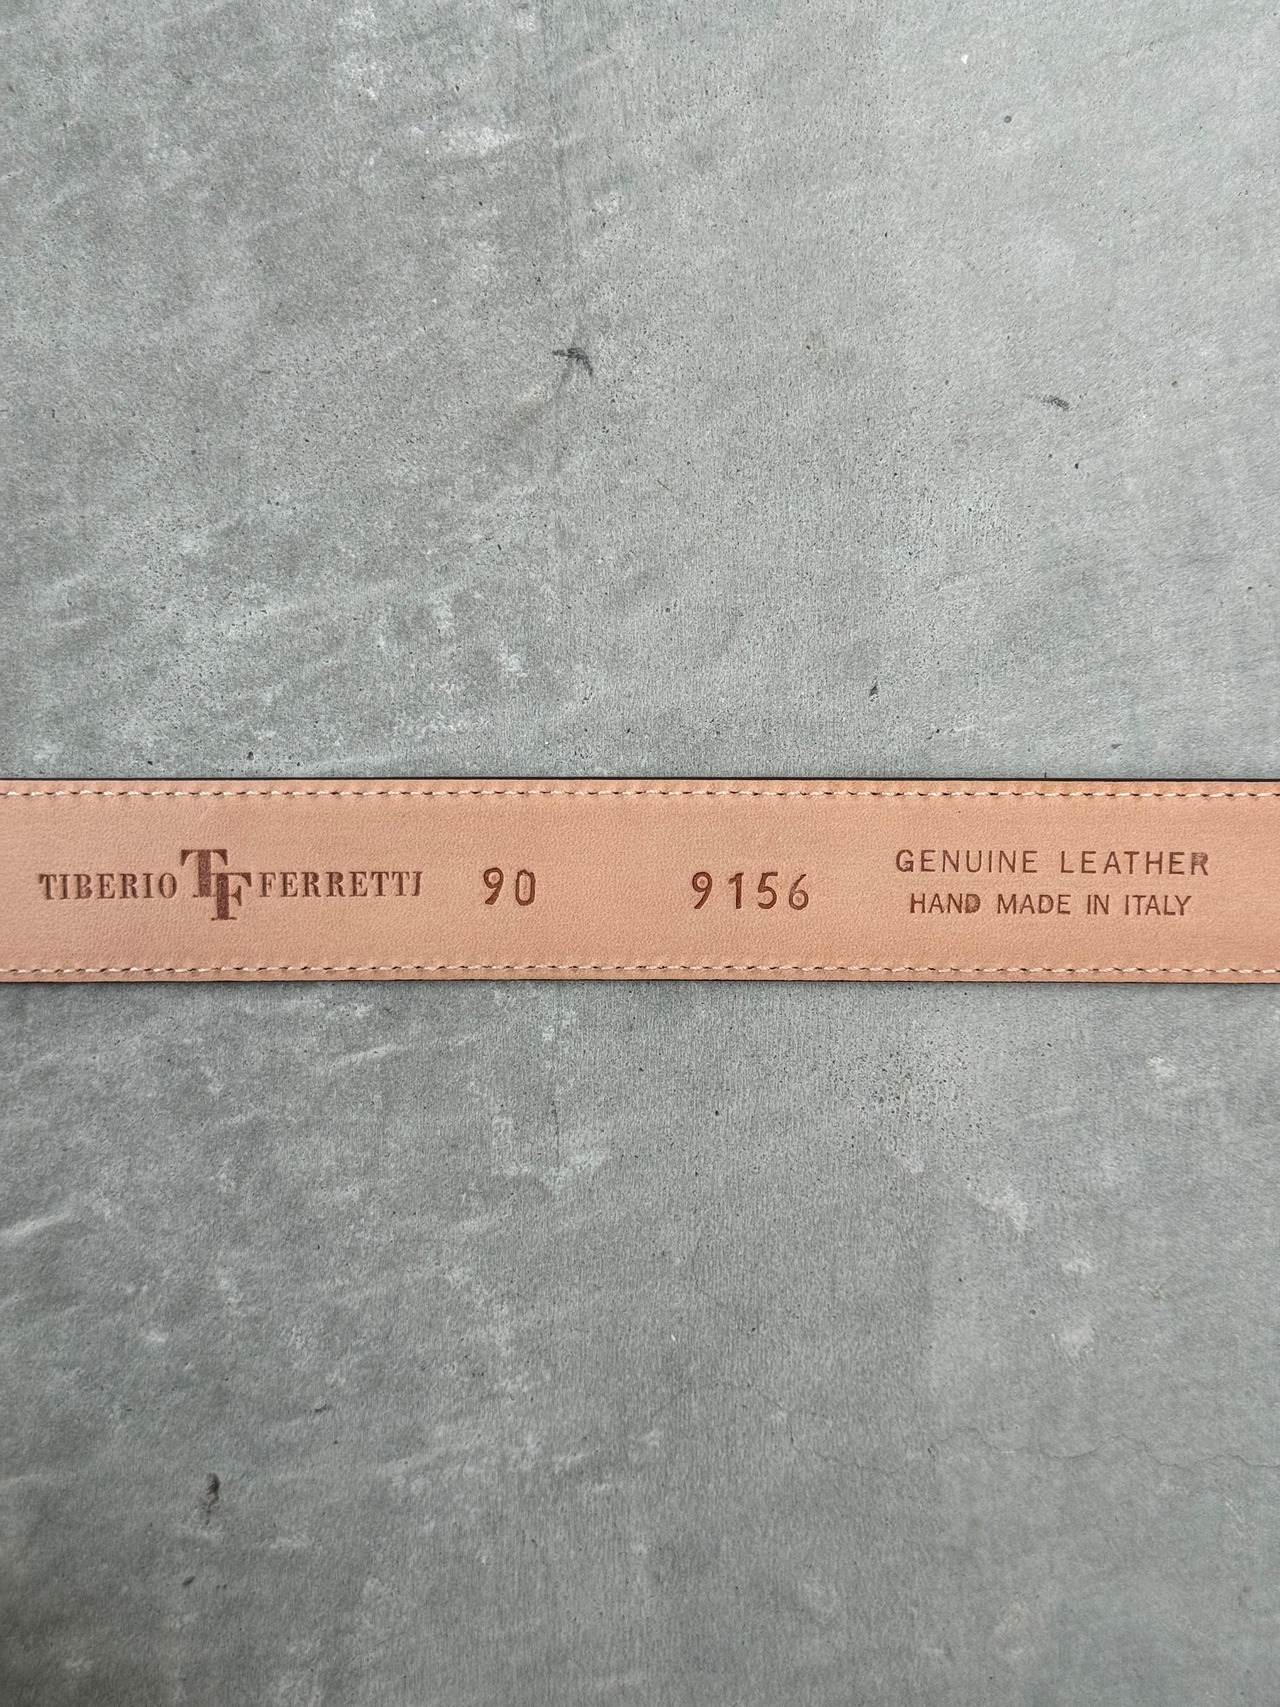 TIBERIO TF FERRETTI 90 9156
GENUINE LEATHER
HAND MADE IN ITALY